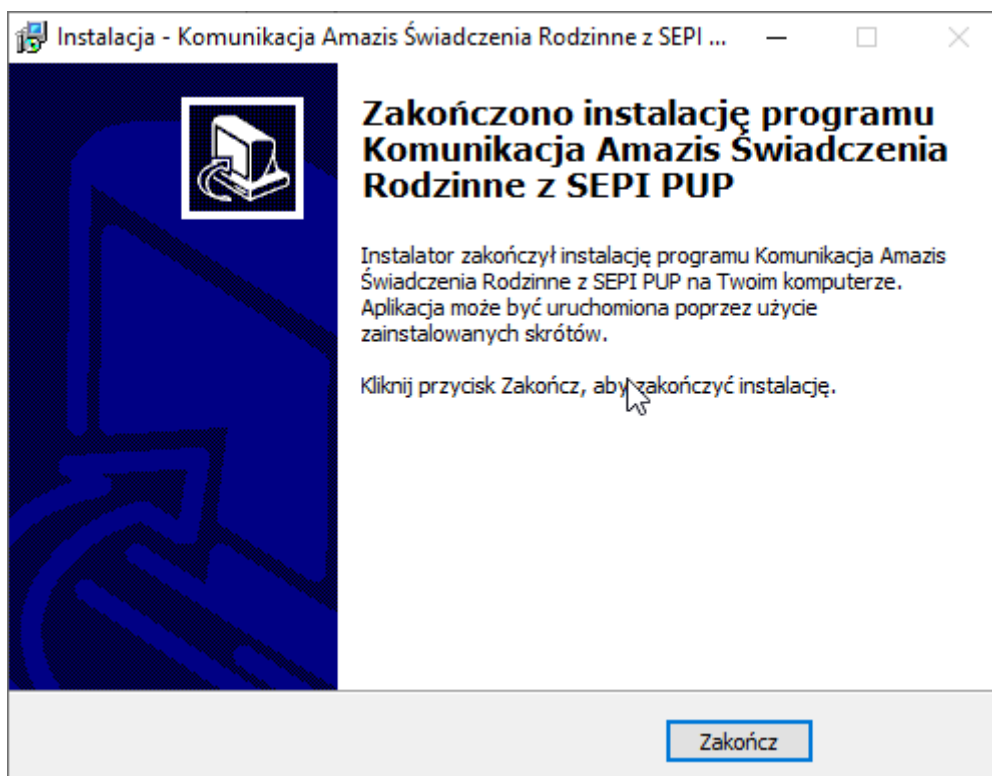 Instalacja - Komunikacja Amazis Świadczenia Rodzinne z SEPI ...
Zakończono instalację programu
Komunikacja Amazis Świadczenia
Rodzinne z SEPI PUP
Instalator zakończył instalację programu Komunikacja Amazis
Świadczenia Rodzinne z SEPI PUP na Twoim komputerze.
Aplikacja może być uruchomiona poprzez użycie
zainstalowanych skrótów.
Kliknij przycisk Zakończ, aby zakończyć instalację.
Zakończ